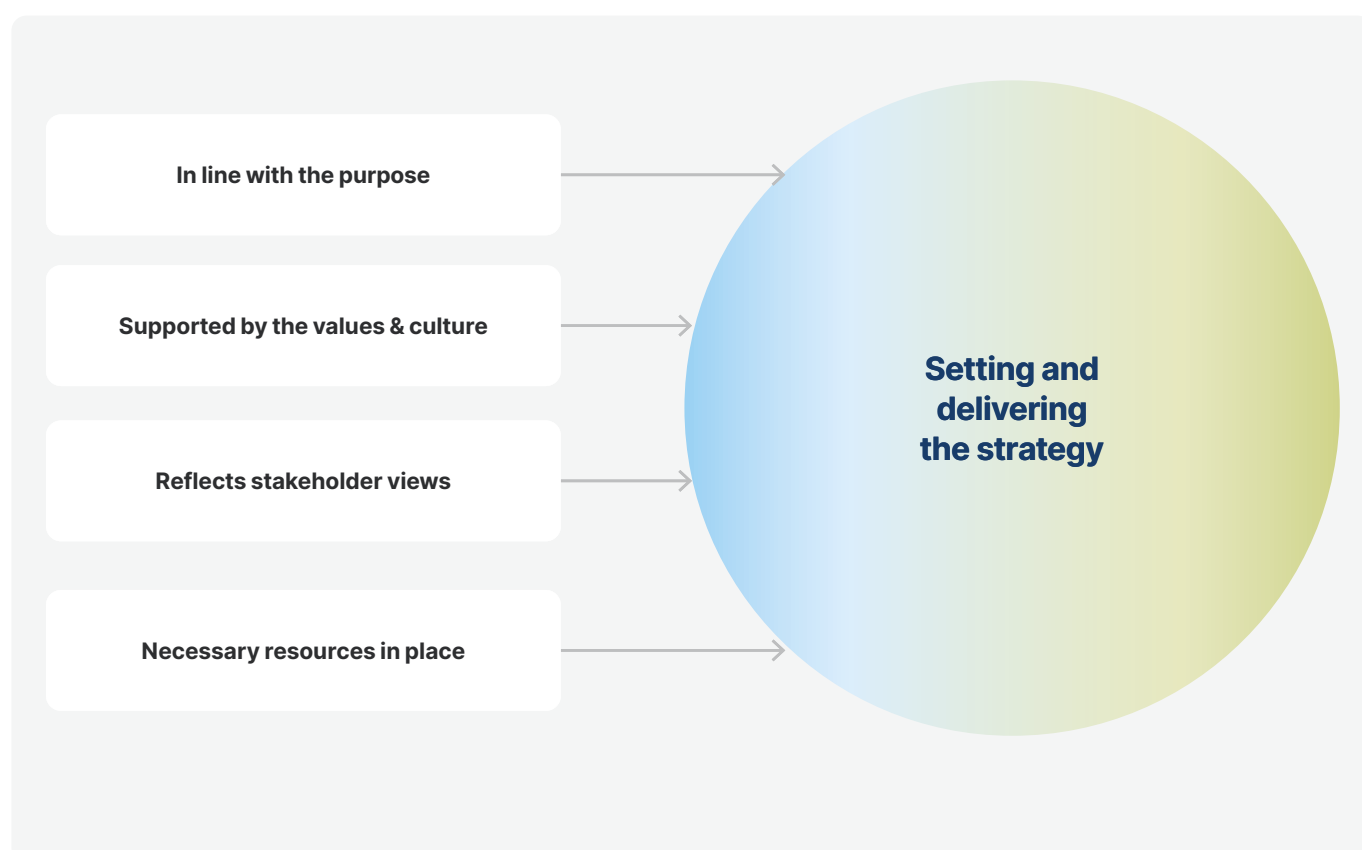 In line with the purpose
Supported by the values & culture
Reflects stakeholder views
Necessary resources in place
Setting and
delivering
the strategy